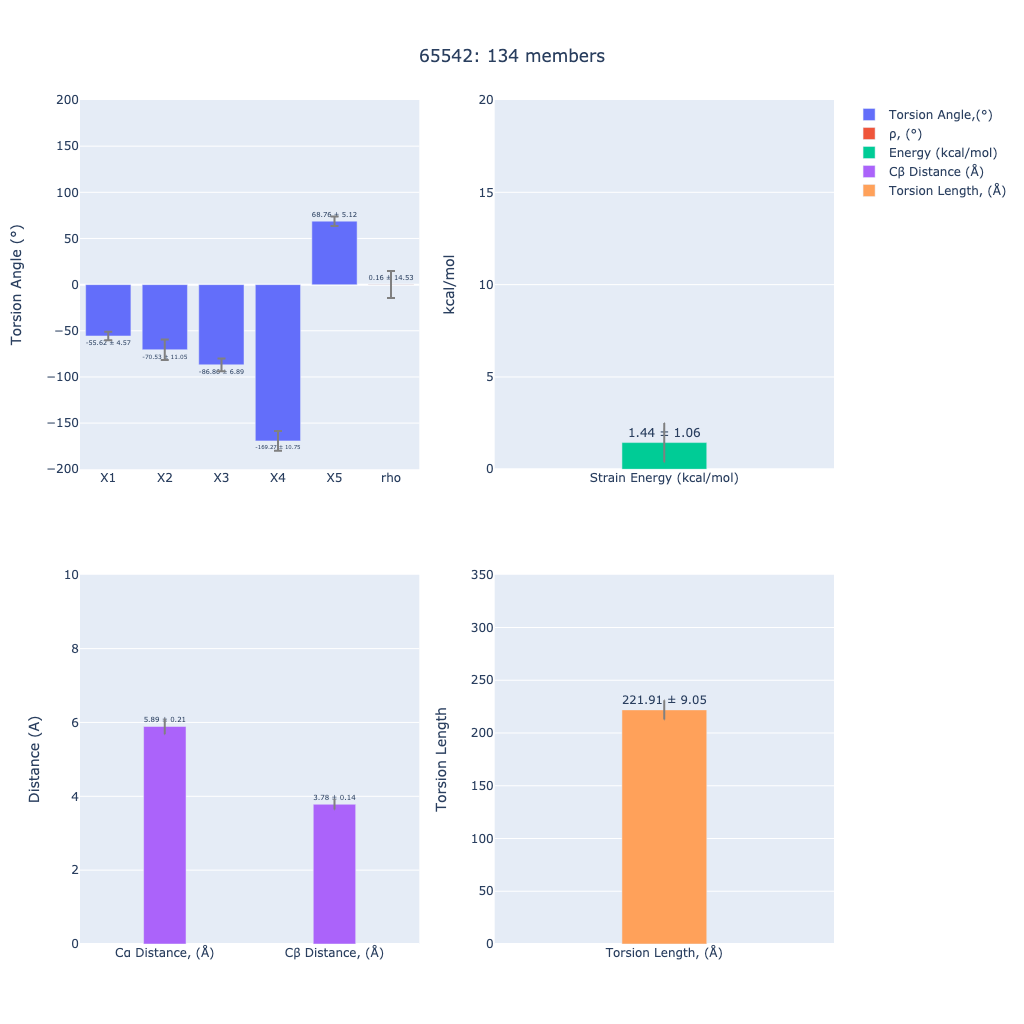 65542: 134 members
Torsion Angle (°)
200
150
100
50
0
−50
−100
−150
−200
68.76 ± 5.12
0.16 ± 14.53
-55.62 ± 4.57
-70.53 ± 11.05
-86.86 ± 6.89
-169.27 ± 10.75
X1 X2 X3 X4 X5 rho
kcal/mol
20
15
10
5
0
1.44 ± 1.06
Strain Energy (kcal/mol)
Torsion Angle,(°)
ρ, (°)
Energy (kcal/mol)
Cβ Distance (Å)
Torsion Length, (Å)
Distance (A)
10
8
6
4
2
0
5.89 ± 0.21
3.78 ± 0.14
Cα Distance, (Å) Cβ Distance, (Å)
Torsion Length
350
300
250
200
150
100
50
0
221.91 ± 9.05
Torsion Length, (Å)